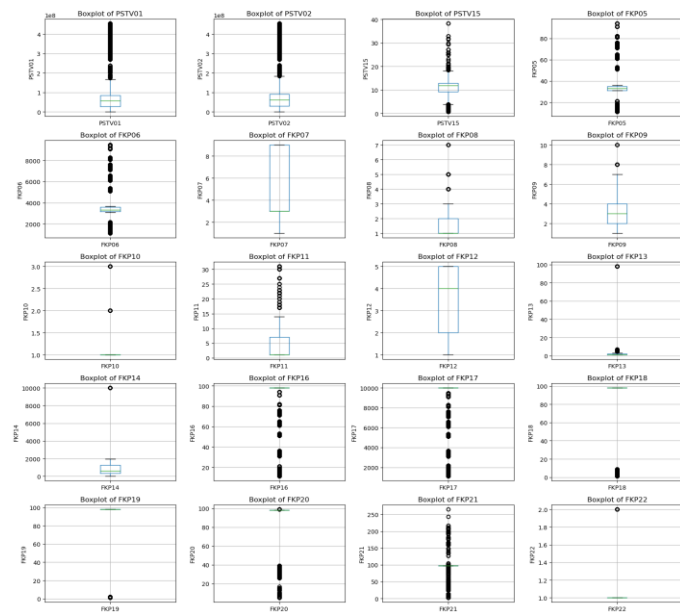 Boxplot of PSTV01
Boxplot of PSTV02
Boxplot of PSTV15
Boxplot of FKP05
1e8
1e8
PSTV01
4
3
2
1
0
PSTV02
4
3
2
1
0
PSTV15
40
30
20
10
0
FKP05
80
60
40
20
PSTV01
PSTV02
PSTV15
FKP05
Boxplot of FKP06
Boxplot of FKP07
Boxplot of FKP08
Boxplot of FKP09
FKP06
8000
6000
4000
2000
FKP07
8
6
4
2
FKP08
7
6
5
4
3
2
1
FKP09
10
8
6
4
2
FKP06
FKP07
FKP08
FKP09
Boxplot of FKP10
Boxplot of FKP11
Boxplot of FKP12
Boxplot of FKP13
FKP10
3.0
2.5
2.0
1.5
1.0
FKP11
30
25
20
15
10
5
0
FKP12
5
4
3
2
1
FKP13
100
80
60
40
20
0
FKP10
FKP11
FKP12
FKP13
Boxplot of FKP14
Boxplot of FKP16
Boxplot of FKP17
Boxplot of FKP18
FKP14
10000
8000
6000
4000
2000
0
FKP16
100
80
60
40
20
FKP17
10000
8000
6000
4000
2000
FKP18
100
80
60
40
20
0
FKP14
FKP16
FKP17
FKP18
Boxplot of FKP19
Boxplot of FKP20
Boxplot of FKP21
Boxplot of FKP22
FKP19
100
80
60
40
20
0
FKP20
100
80
60
40
20
FKP21
250
200
150
100
50
0
FKP22
2.0
1.8
1.6
1.4
1.2
1.0
FKP19
FKP20
FKP21
FKP22